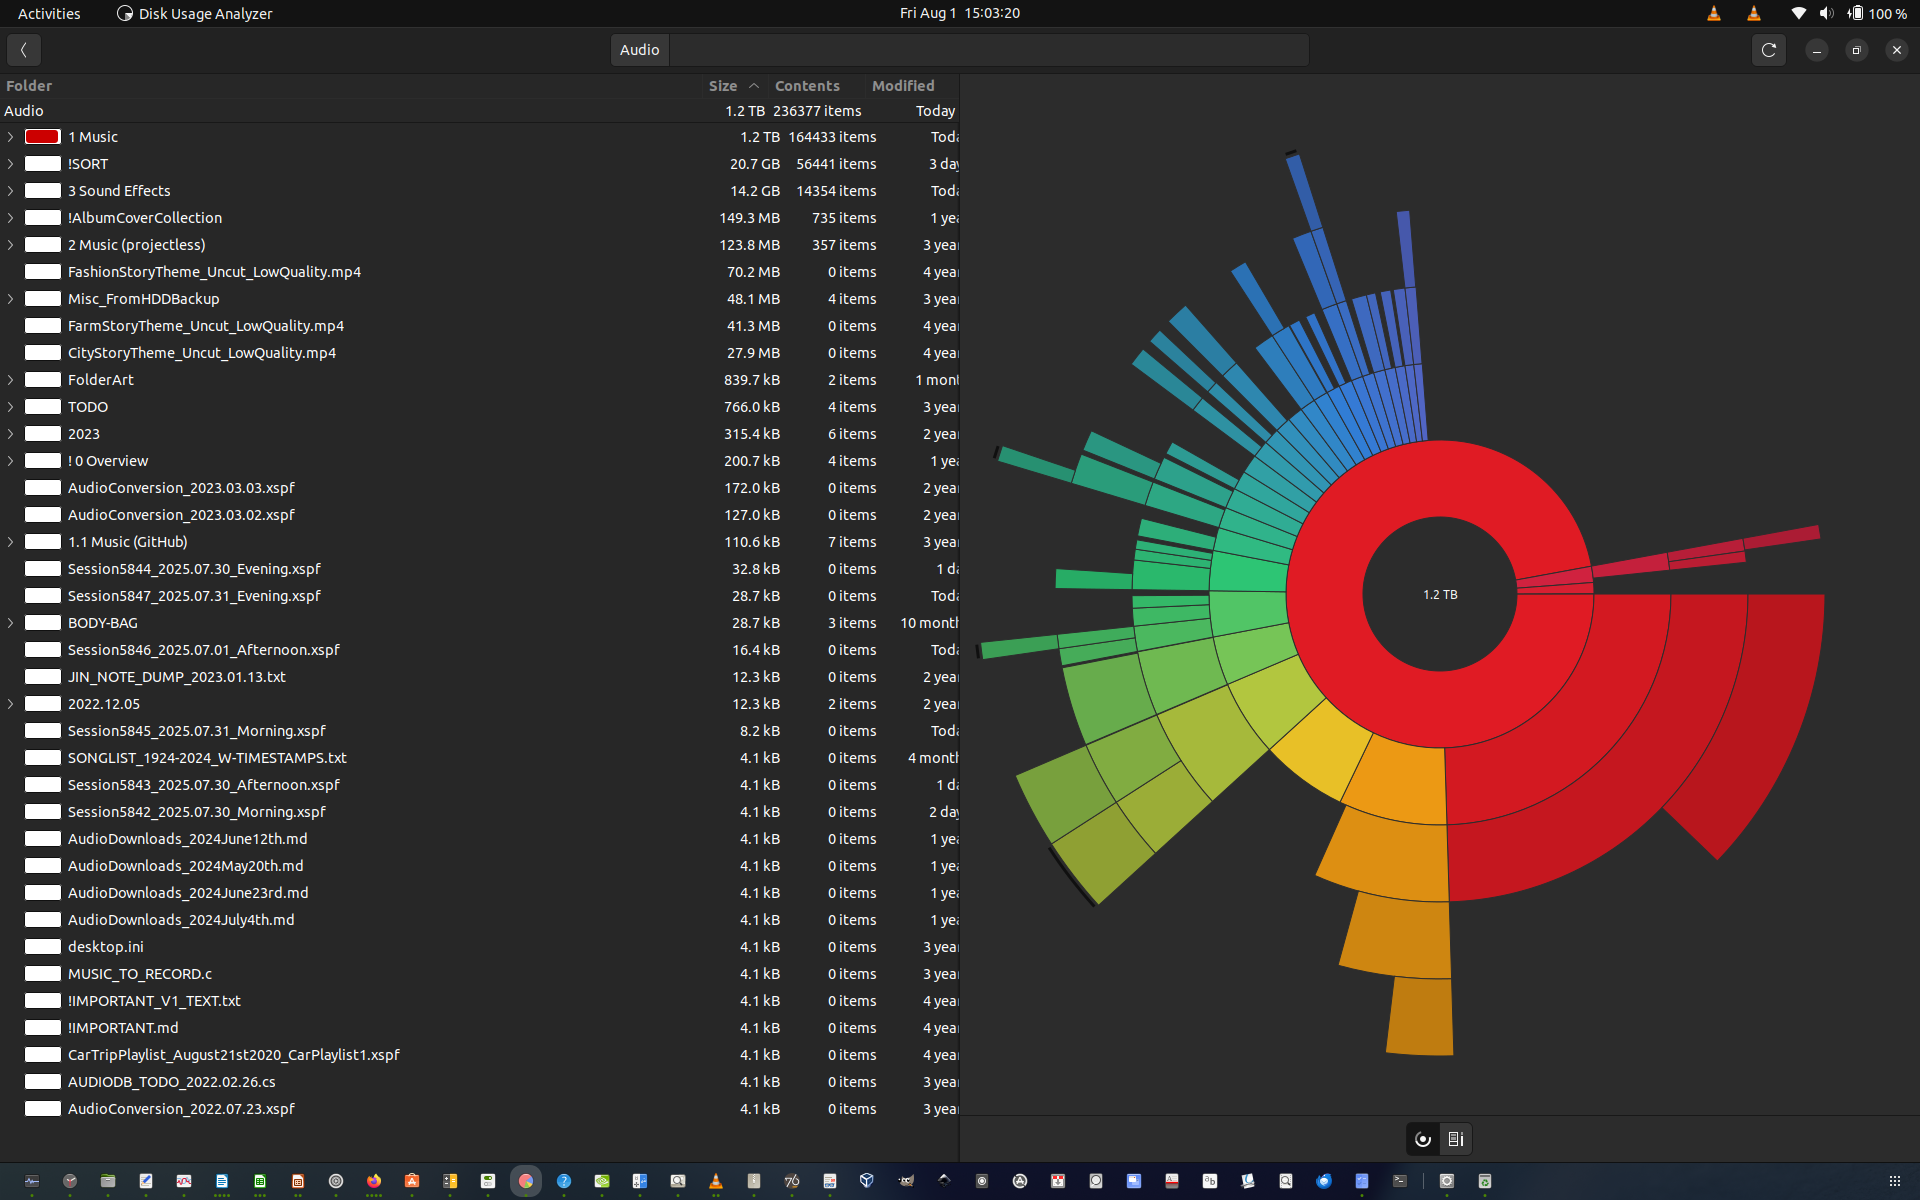 Activities Disk Usage Analyzer Fri Aug 1 15:03:20 100 %
Audio
Folder Size Contents Modified
Audio 1.2 TB 236377 items Today
1 Music 1.2 TB 164433 items Toda
!SORT 20.7 GB 56441 items 3 day
3 Sound Effects 14.2 GB 14354 items Toda
!AlbumCoverCollection 149.3 MB 735 items 1 yea
2 Music (projectless) 123.8 MB 357 items 3 year
FashionStoryTheme_Uncut_LowQuality.mp4 70.2 MB 0 items 4 year
Misc_FromHDDBackup 48.1 MB 4 items 3 year
FarmStoryTheme_Uncut_LowQuality.mp4 41.3 MB 0 items 4 year
CityStoryTheme_Uncut_LowQuality.mp4 27.9 MB 0 items 4 year
FolderArt 839.7 kB 2 items 1 mont
TODO 766.0 kB 4 items 3 year
2023 315.4 kB 6 items 2 year
! 0 Overview 200.7 kB 4 items 1 yea
AudioConversion_2023.03.03.xspf 172.0 kB 0 items 2 year
AudioConversion_2023.03.02.xspf 127.0 kB 0 items 2 year
1.1 Music (GitHub) 110.6 kB 7 items 3 year
Session5844_2025.07.30_Evening.xspf 32.8 kB 0 items 1 da
Session5847_2025.07.31_Evening.xspf 28.7 kB 0 items Toda
BODY-BAG 28.7 kB 3 items 10 month
Session5846_2025.07.01_Afternoon.xspf 16.4 kB 0 items Toda
JIN_NOTE_DUMP_2023.01.13.txt 12.3 kB 0 items 2 year
2022.12.05 12.3 kB 2 items 2 year
Session5845_2025.07.31_Morning.xspf 8.2 kB 0 items Toda
SONGLIST_1924-2024_W-TIMESTAMPS.txt 4.1 kB 0 items 4 month
Session5843_2025.07.30_Afternoon.xspf 4.1 kB 0 items 1 da
Session5842_2025.07.30_Morning.xspf 4.1 kB 0 items 2 day
AudioDownloads_2024June12th.md 4.1 kB 0 items 1 yea
AudioDownloads_2024May20th.md 4.1 kB 0 items 1 yea
AudioDownloads_2024June23rd.md 4.1 kB 0 items 1 yea
AudioDownloads_2024July4th.md 4.1 kB 0 items 1 yea
desktop.ini 4.1 kB 0 items 3 year
MUSIC_TO_RECORD.c 4.1 kB 0 items 3 year
!IMPORTANT_V1_TEXT.txt 4.1 kB 0 items 4 year
!IMPORTANT.md 4.1 kB 0 items 4 year
CarTripPlaylist_August21st2020_CarPlaylist1.xspf 4.1 kB 0 items 4 year
AUDIODB_TODO_2022.02.26.cs 4.1 kB 0 items 3 year
AudioConversion_2022.07.23.xspf 4.1 kB 0 items 3 year
1.2 TB